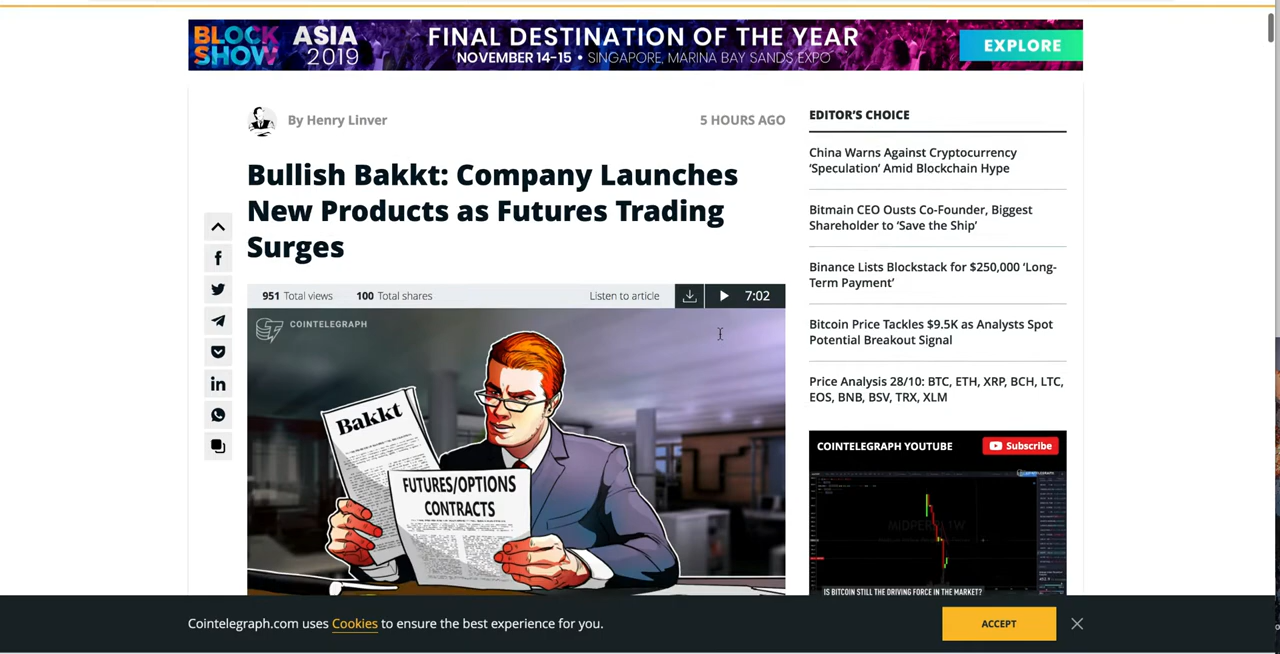 BLOCK
SHOW
ASIA
2019
FINAL DESTINATION OF THE YEAR
NOVEMBER 14-15 • SINGAPORE, MARINA BAY SANDS EXPO
EXPLORE
By Henry Linver
5 HOURS AGO
Bullish Bakkt: Company Launches
New Products as Futures Trading
Surges
951 Total views
100 Total shares
Listen to article
7:02
COINTELEGRAPH
Bakkt
FUTURES/OPTIONS
CONTRACTS
EDITOR'S CHOICE
China Warns Against Cryptocurrency
'Speculation' Amid Blockchain Hype
Bitmain CEO Ousts Co-Founder, Biggest
Shareholder to 'Save the Ship'
Binance Lists Blockstack for $250,000 'Long-
Term Payment'
Bitcoin Price Tackles $9.5K as Analysts Spot
Potential Breakout Signal
Price Analysis 28/10: BTC, ETH, XRP, BCH, LTC,
EOS, BNB, BSV, TRX, XLM
COINTELEGRAPH YOUTUBE
Subscribe
IS BITCOIN STILL THE DRIVING FORCE IN THE MARKET?
Cointelegraph.com uses Cookies to ensure the best experience for you.
ACCEPT